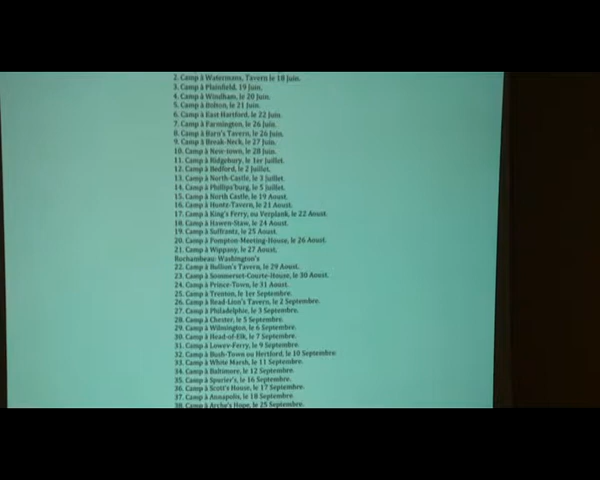 2. Camp à Watermans, Tavern le 18 Juin.
3. Camp à Plainfield, 19 Juin,
4. Camp à Windham, le 20 Juin.
5. Camp à Bolton, le 21 Juin.
6. Camp à East Hartford, le 22 Juin.
7. Camp à Farmington, le 26 Juin.
8. Camp à Barn's Tavern, le 26 Juin.
9. Camp à Break-Neck, le 27 Juin.
10. Camp à New-town, le 28 Juin.
11. Camp à Ridgebury, le 1er Juillet.
12. Camp à Bedford, le 2 Juillet.
13. Camp à North-Castle, le 3 Juillet.
14. Camp à Phillips'burg, le 5 Juillet.
15. Camp à North Castle, le 19 Aoust.
16. Camp à Huntz-Tavern, le 21 Aoust.
17. Camp à King's Ferry, ou Verplank, le 22 Aoust.
18. Camp à Hawen-Staw, le 24 Aoust.
19. Camp à Suffrantz, le 25 Aoust.
20. Camp à Pompton-Meeting-House, le 26 Aoust.
21. Camp à Wippany, le 27 Aoust.
Rochambeau: Washington's
22. Camp à Bullion's Tavern, le 29 Aoust.
23. Camp à Sommerset-Courte-House, le 30 Aoust.
24. Camp à Prince-Town, le 31 Aoust.
25. Camp à Trenton, le 1er Septembre.
26. Camp à Read-Lion's Tavern, le 2 Septembre.
27. Camp à Philadelphie, le 3 Septembre.
28. Camp à Chester, le 5 Septembre.
29. Camp à Wilmington, le 6 Septembre.
30. Camp à Head-of-Elk, le 7 Septembre.
31. Camp à Lower-Ferry, le 9 Septembre.
32. Camp à Bush-Town ou Hertford, le 10 Septembre.
33. Camp à White Marsh, le 11 Septembre.
34. Camp à Baltimore, le 12 Septembre.
35. Camp à Spurier's, le 16 Septembre.
36. Camp à Scott's House, le 17 Septembre.
37. Camp à Annapolis, le 18 Septembre.
38. Camp à Arche's Hope, le 25 Septembre.